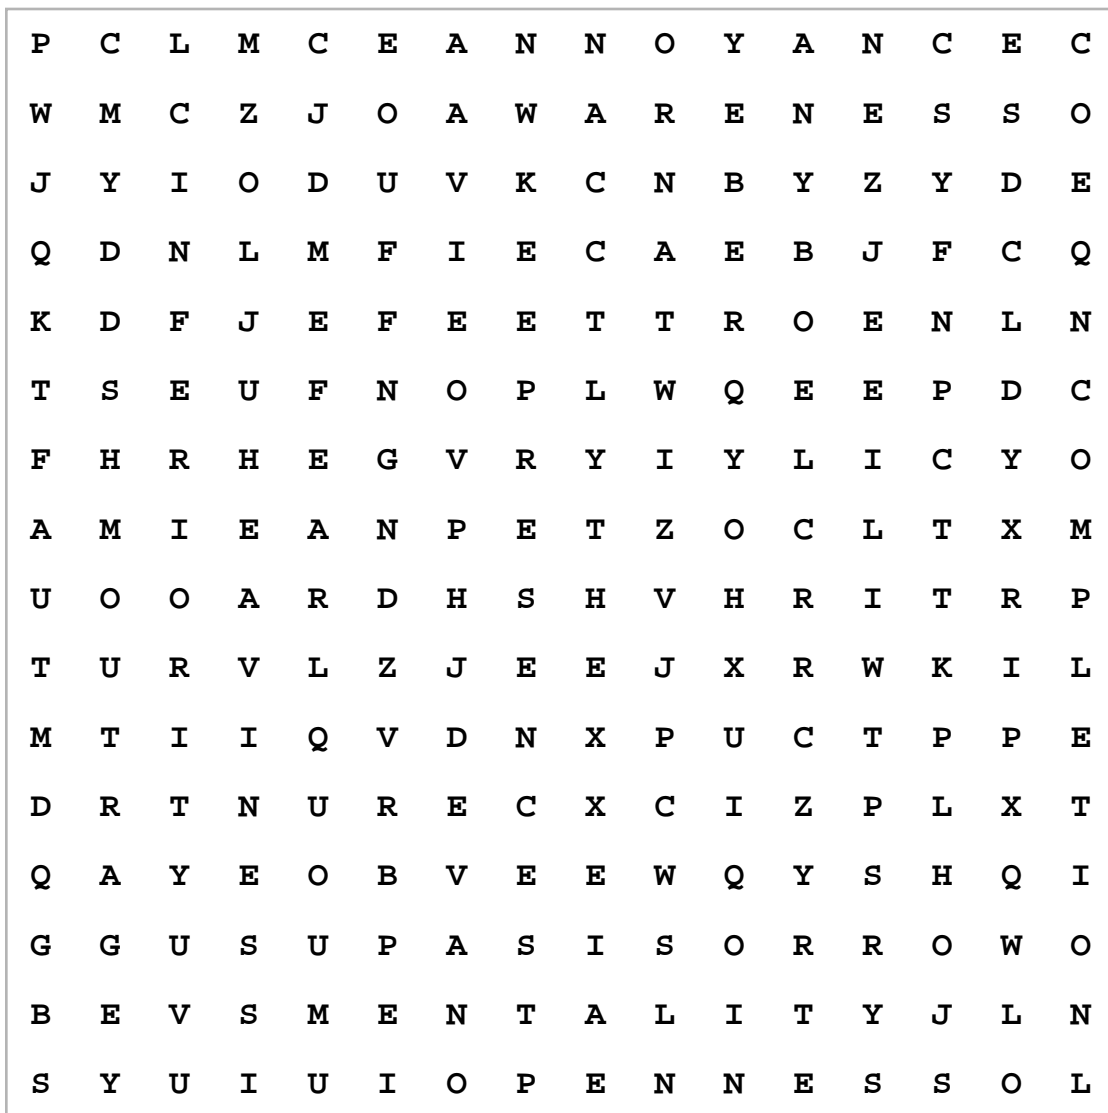 P C L M C E A N N O Y A N C E C
W M C Z J O A W A R E N E S S O
J Y I O D U V K C N B Y Z Y D E
Q D N L M F I E C A E B J F C Q
K D F J E F E E T T R O E N L N
T S E U F N O P L W Q E E P D C
F H R H E G V R Y I Y L I C Y O
A M I E A N P E T Z O C L T X M
U O O A R D H S H V H R I T R P
T U R V L Z J E E J X R W K I L
M T I I Q V D N X P U C T P P E
D R T N U R E C X C I Z P L X T
Q A Y E O B V E E W Q Y S H Q I
G G U S U P A S I S O R R O W O
B E V S M E N T A L I T Y J L N
S Y U I U I O P E N N E S S O L